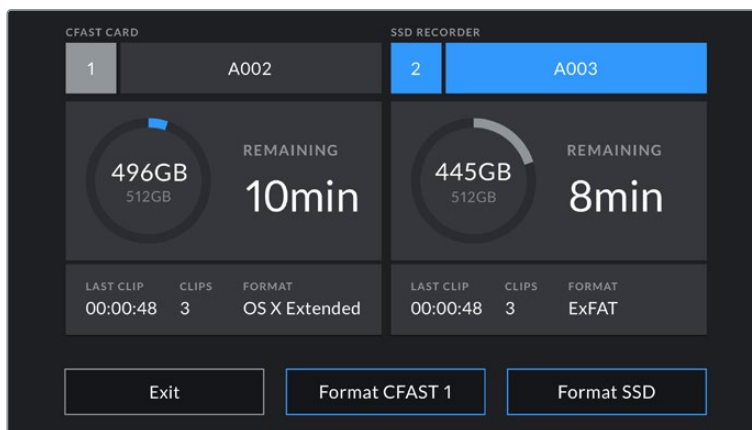 CFAST CARD
1 A002
496GB
512GB
REMAINING
10min
LAST CLIP CLIPS FORMAT
00:00:48 3 OS X Extended
SSD RECORDER
2 A003
445GB
512GB
REMAINING
8min
LAST CLIP CLIPS FORMAT
00:00:48 3 ExFAT
Exit Format CFAST 1 Format SSD